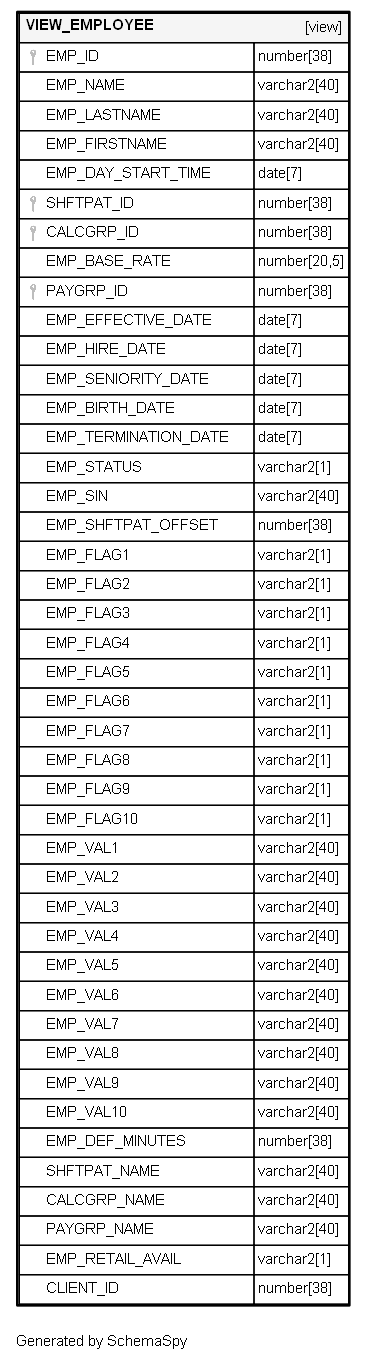 VIEW_EMPLOYEE [view]
EMP_ID number[38]
EMP_NAME varchar2[40]
EMP_LASTNAME varchar2[40]
EMP_FIRSTNAME varchar2[40]
EMP_DAY_START_TIME date[7]
SHFTPAT_ID number[38]
CALCGRP_ID number[38]
EMP_BASE_RATE number[20,5]
PAYGRP_ID number[38]
EMP_EFFECTIVE_DATE date[7]
EMP_HIRE_DATE date[7]
EMP_SENIORITY_DATE date[7]
EMP_BIRTH_DATE date[7]
EMP_TERMINATION_DATE date[7]
EMP_STATUS varchar2[1]
EMP_SIN varchar2[40]
EMP_SHFTPAT_OFFSET number[38]
EMP_FLAG1 varchar2[1]
EMP_FLAG2 varchar2[1]
EMP_FLAG3 varchar2[1]
EMP_FLAG4 varchar2[1]
EMP_FLAG5 varchar2[1]
EMP_FLAG6 varchar2[1]
EMP_FLAG7 varchar2[1]
EMP_FLAG8 varchar2[1]
EMP_FLAG9 varchar2[1]
EMP_FLAG10 varchar2[1]
EMP_VAL1 varchar2[40]
EMP_VAL2 varchar2[40]
EMP_VAL3 varchar2[40]
EMP_VAL4 varchar2[40]
EMP_VAL5 varchar2[40]
EMP_VAL6 varchar2[40]
EMP_VAL7 varchar2[40]
EMP_VAL8 varchar2[40]
EMP_VAL9 varchar2[40]
EMP_VAL10 varchar2[40]
EMP_DEF_MINUTES number[38]
SHFTPAT_NAME varchar2[40]
CALCGRP_NAME varchar2[40]
PAYGRP_NAME varchar2[40]
EMP_RETAIL_AVAIL varchar2[1]
CLIENT_ID number[38]
Generated by SchemaSpy